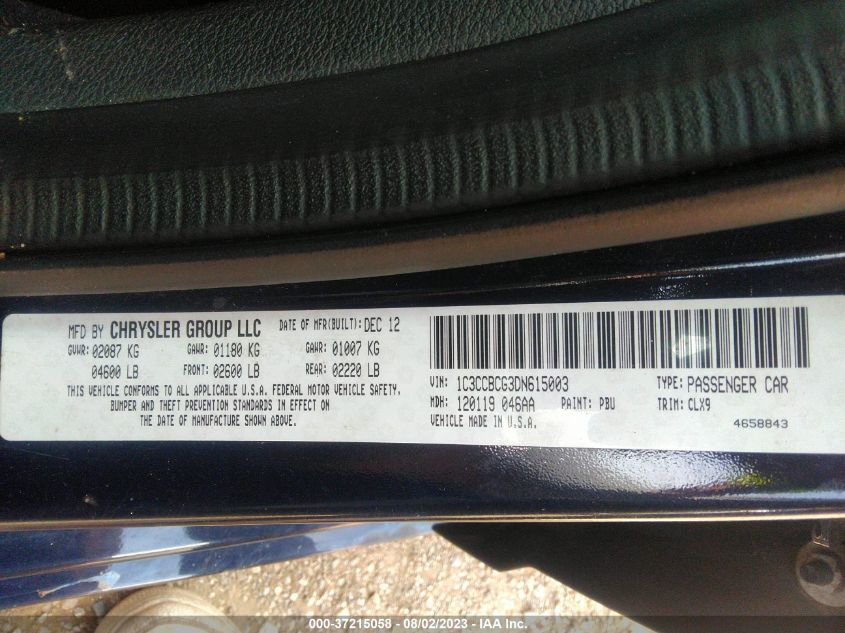 MFD BY CHRYSLER GROUP LLC DATE OF MFR(BUILT): DEC 12
GVWR: 02087 KG GAWR: 01180 KG GAWR: 01007 KG
04600 LB FRONT: 02600 LB REAR: 02220 LB
THIS VEHICLE CONFORMS TO ALL APPLICABLE U.S.A. FEDERAL MOTOR VEHICLE SAFETY,
BUMPER AND THEFT PREVENTION STANDARDS IN EFFECT ON
THE DATE OF MANUFACTURE SHOWN ABOVE.
VIN: 1C3CCBCG3DN615003 TYPE: PASSENGER CAR
MDH: 120119 046AA PAINT: PBU TRIM: CLX9
VEHICLE MADE IN U.S.A. 4658843
000-37215058 - 08/02/2023 - IAA Inc.